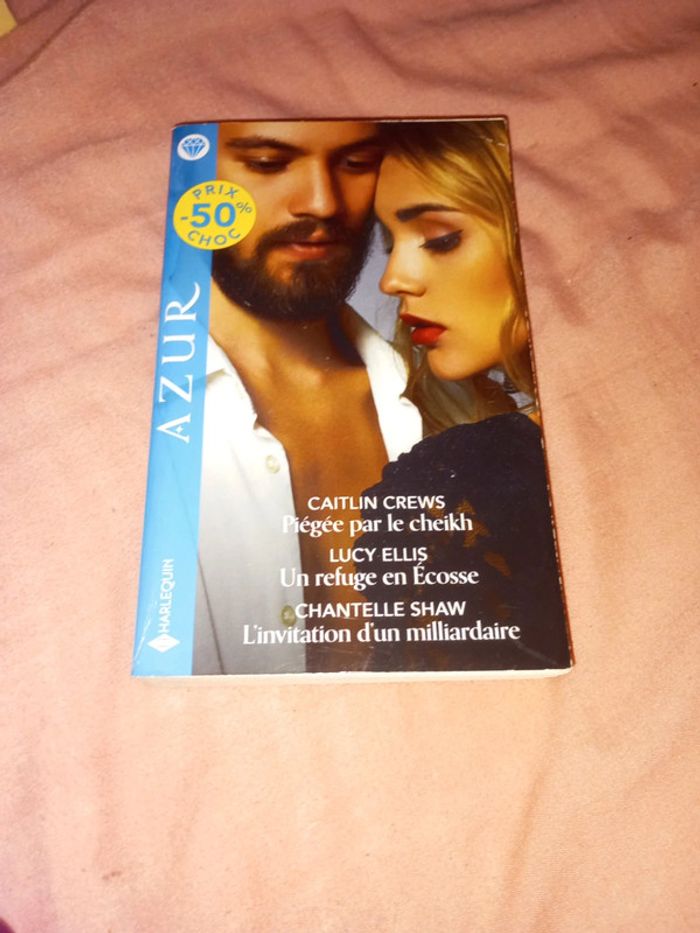 PRIX
-50%
CHOC
AZUR
HARLEQUIN
CAITLIN CREWS
Piégée par le cheikh
LUCY ELLIS
Un refuge en Écosse
CHANTELLE SHAW
L'invitation d'un milliardaire